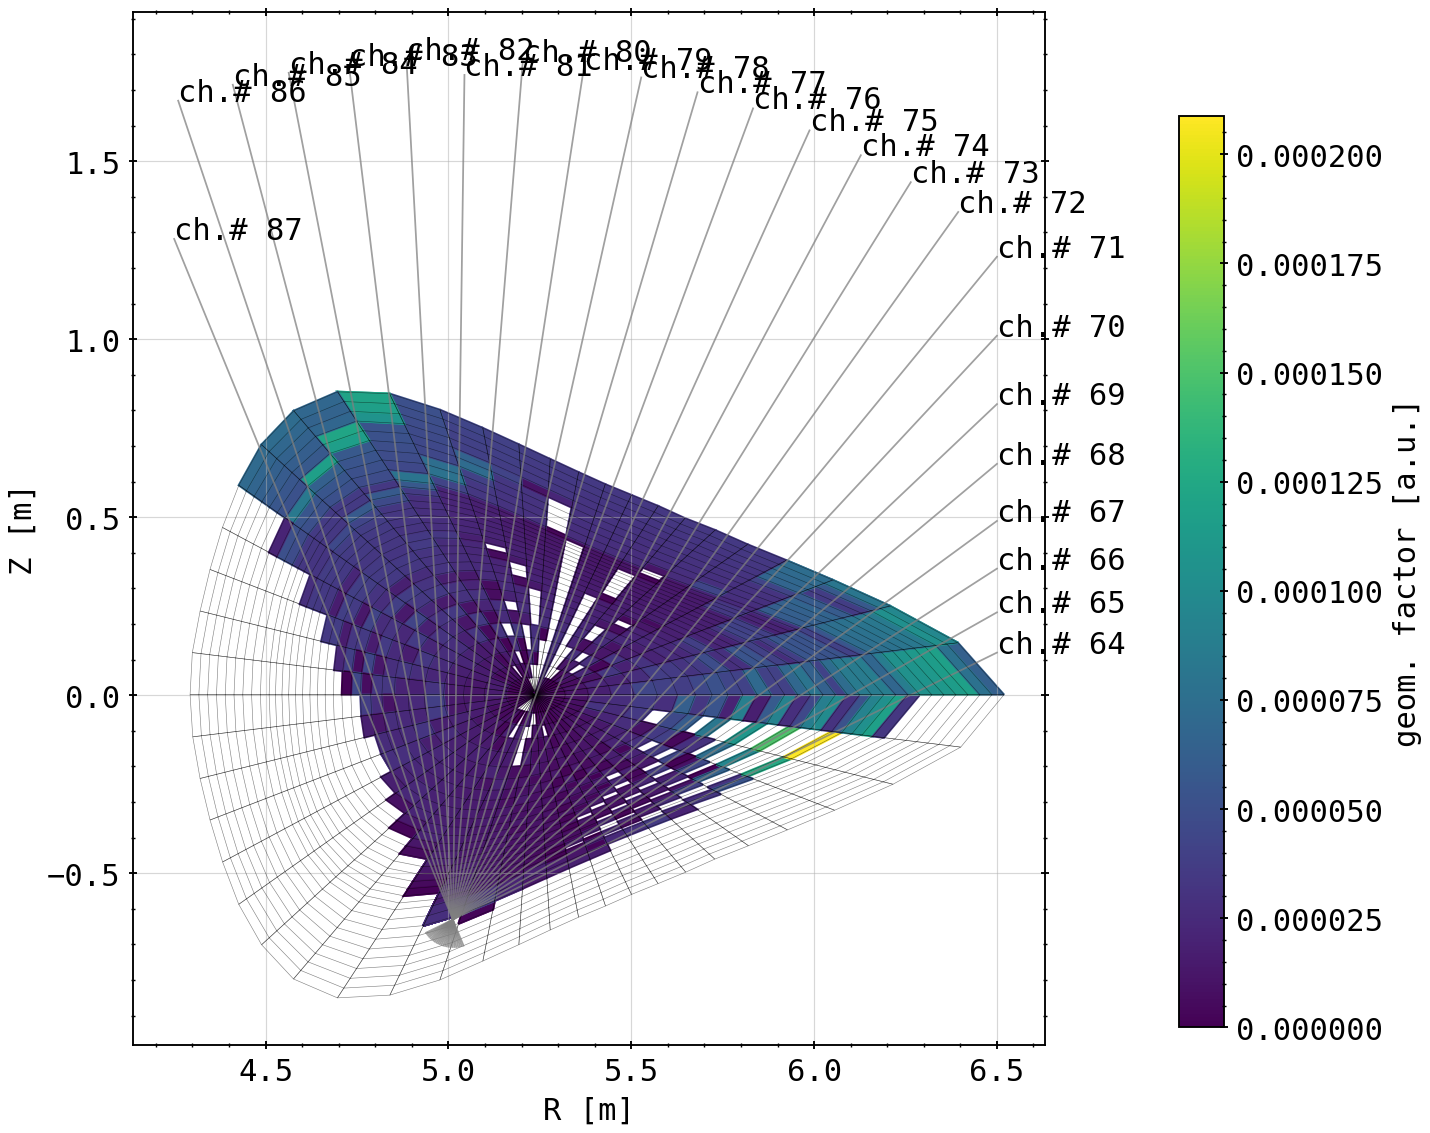 ch.# 82
ch.# 80
ch.# 83
ch.# 79
ch.# 84
ch.# 81
ch.# 78
ch.# 85
ch.# 77
ch.# 86
ch.# 76
ch.# 75
ch.# 74
ch.# 73
ch.# 72
ch.# 87
ch.# 71
ch.# 70
ch.# 69
ch.# 68
ch.# 67
ch.# 66
ch.# 65
ch.# 64
1.5
1.0
0.5
0.0
−0.5
Z [m]
4.5 5.0 5.5 6.0 6.5
R [m]
0.000200
0.000175
0.000150
0.000125
0.000100
0.000075
0.000050
0.000025
0.000000
geom. factor [a.u.]